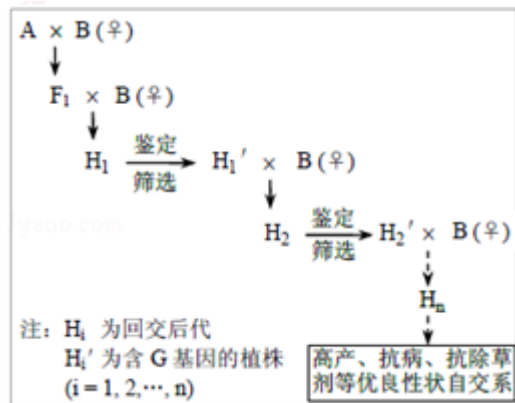 A × B(♀)
F₁ × B(♀)
H₁ 鉴定 筛选 H₁′ × B(♀)
H₂ 鉴定 筛选 H₂′ × B(♀)
Hₙ
注: Hᵢ 为回交后代
Hᵢ′ 为含 G 基因的植株
(i = 1, 2,···, n)
高产、抗病、抗除草
剂等优良性状自交系